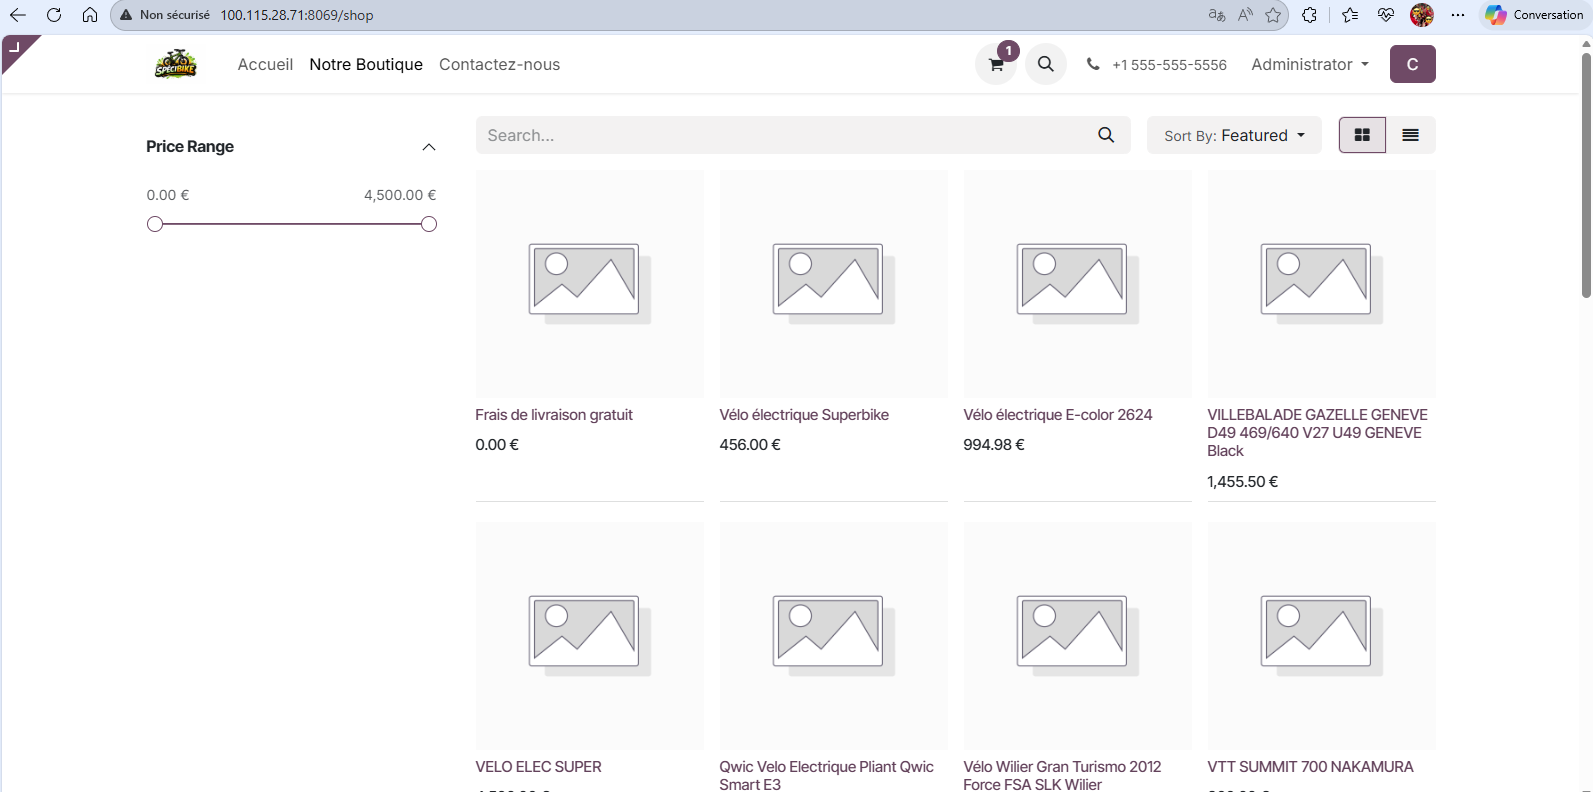 Non sécurisé 100.115.28.71:8069/shop
Conversation
SPÉCIBIKE
Accueil Notre Boutique Contactez-nous
1
+1 555-555-5556 Administrator C
Price Range
Search...
Sort By: Featured
0.00 € 4,500.00 €
Frais de livraison gratuit
0.00 €
Vélo électrique Superbike
456.00 €
Vélo électrique E-color 2624
994.98 €
VILLEBALADE GAZELLE GENEVE
D49 469/640 V27 U49 GENEVE
Black
1,455.50 €
VELO ELEC SUPER
Qwic Velo Electrique Pliant Qwic
Smart E3
Vélo Wilier Gran Turismo 2012
Force FSA SLK Wilier
VTT SUMMIT 700 NAKAMURA